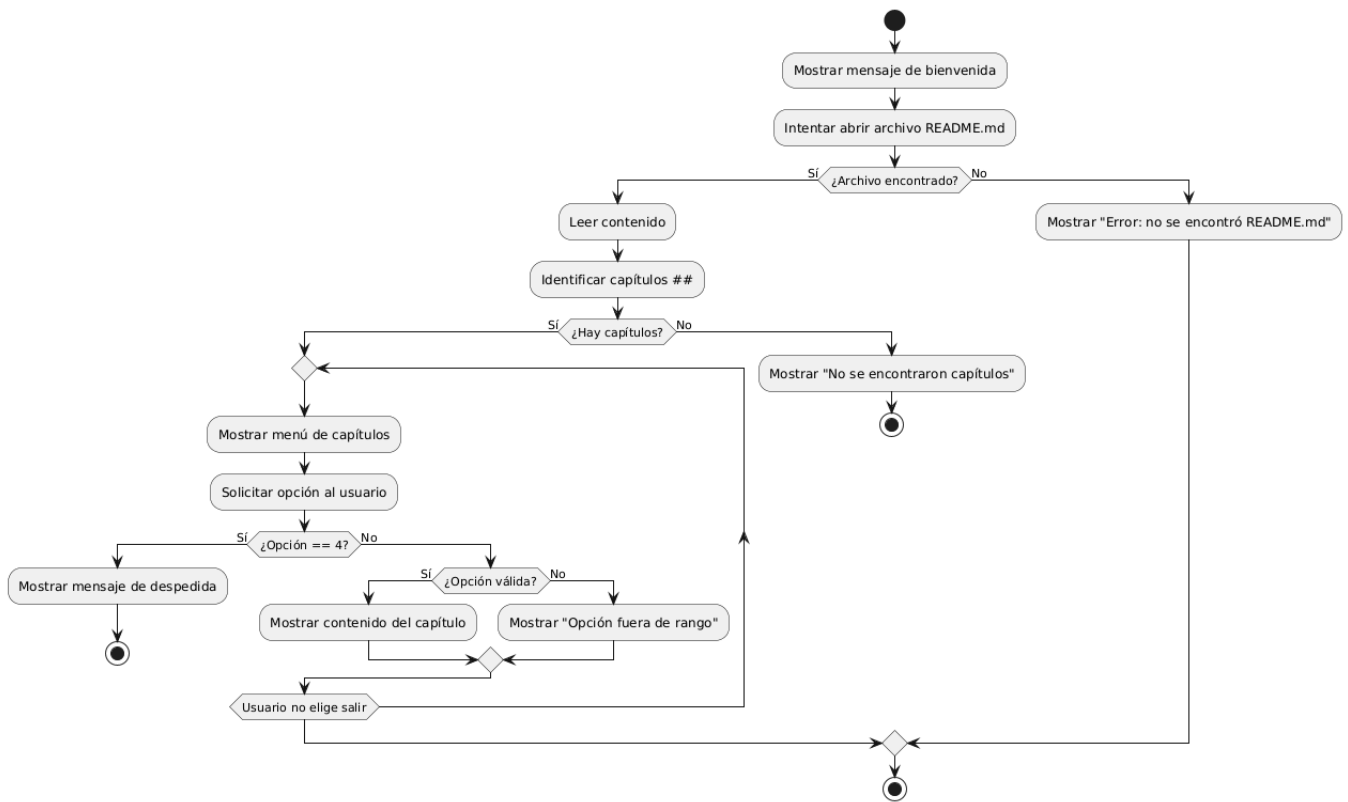 Mostrar mensaje de bienvenida
Intentar abrir archivo README.md
Sí
¿Archivo encontrado?
No
Leer contenido
Mostrar "Error: no se encontró README.md"
Identificar capítulos ##
Sí
¿Hay capítulos?
No
Mostrar "No se encontraron capítulos"
Mostrar menú de capítulos
Solicitar opción al usuario
Sí
¿Opción == 4?
No
Mostrar mensaje de despedida
Sí
¿Opción válida?
No
Mostrar contenido del capítulo
Mostrar "Opción fuera de rango"
Usuario no elige salir